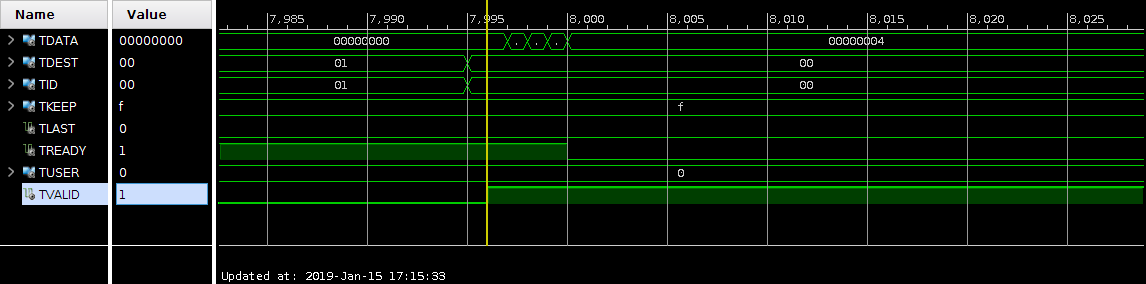 Name Value
7,985 7,990 7,995 8,000 8,005 8,010 8,015 8,020 8,025
TDATA 00000000 00000000 . . . 00000004
TDEST 00 01 00
TID 00 01 00
TKEEP f f
TLAST 0
TREADY 1
TUSER 0 0
TVALID 1
Updated at: 2019-Jan-15 17:15:33